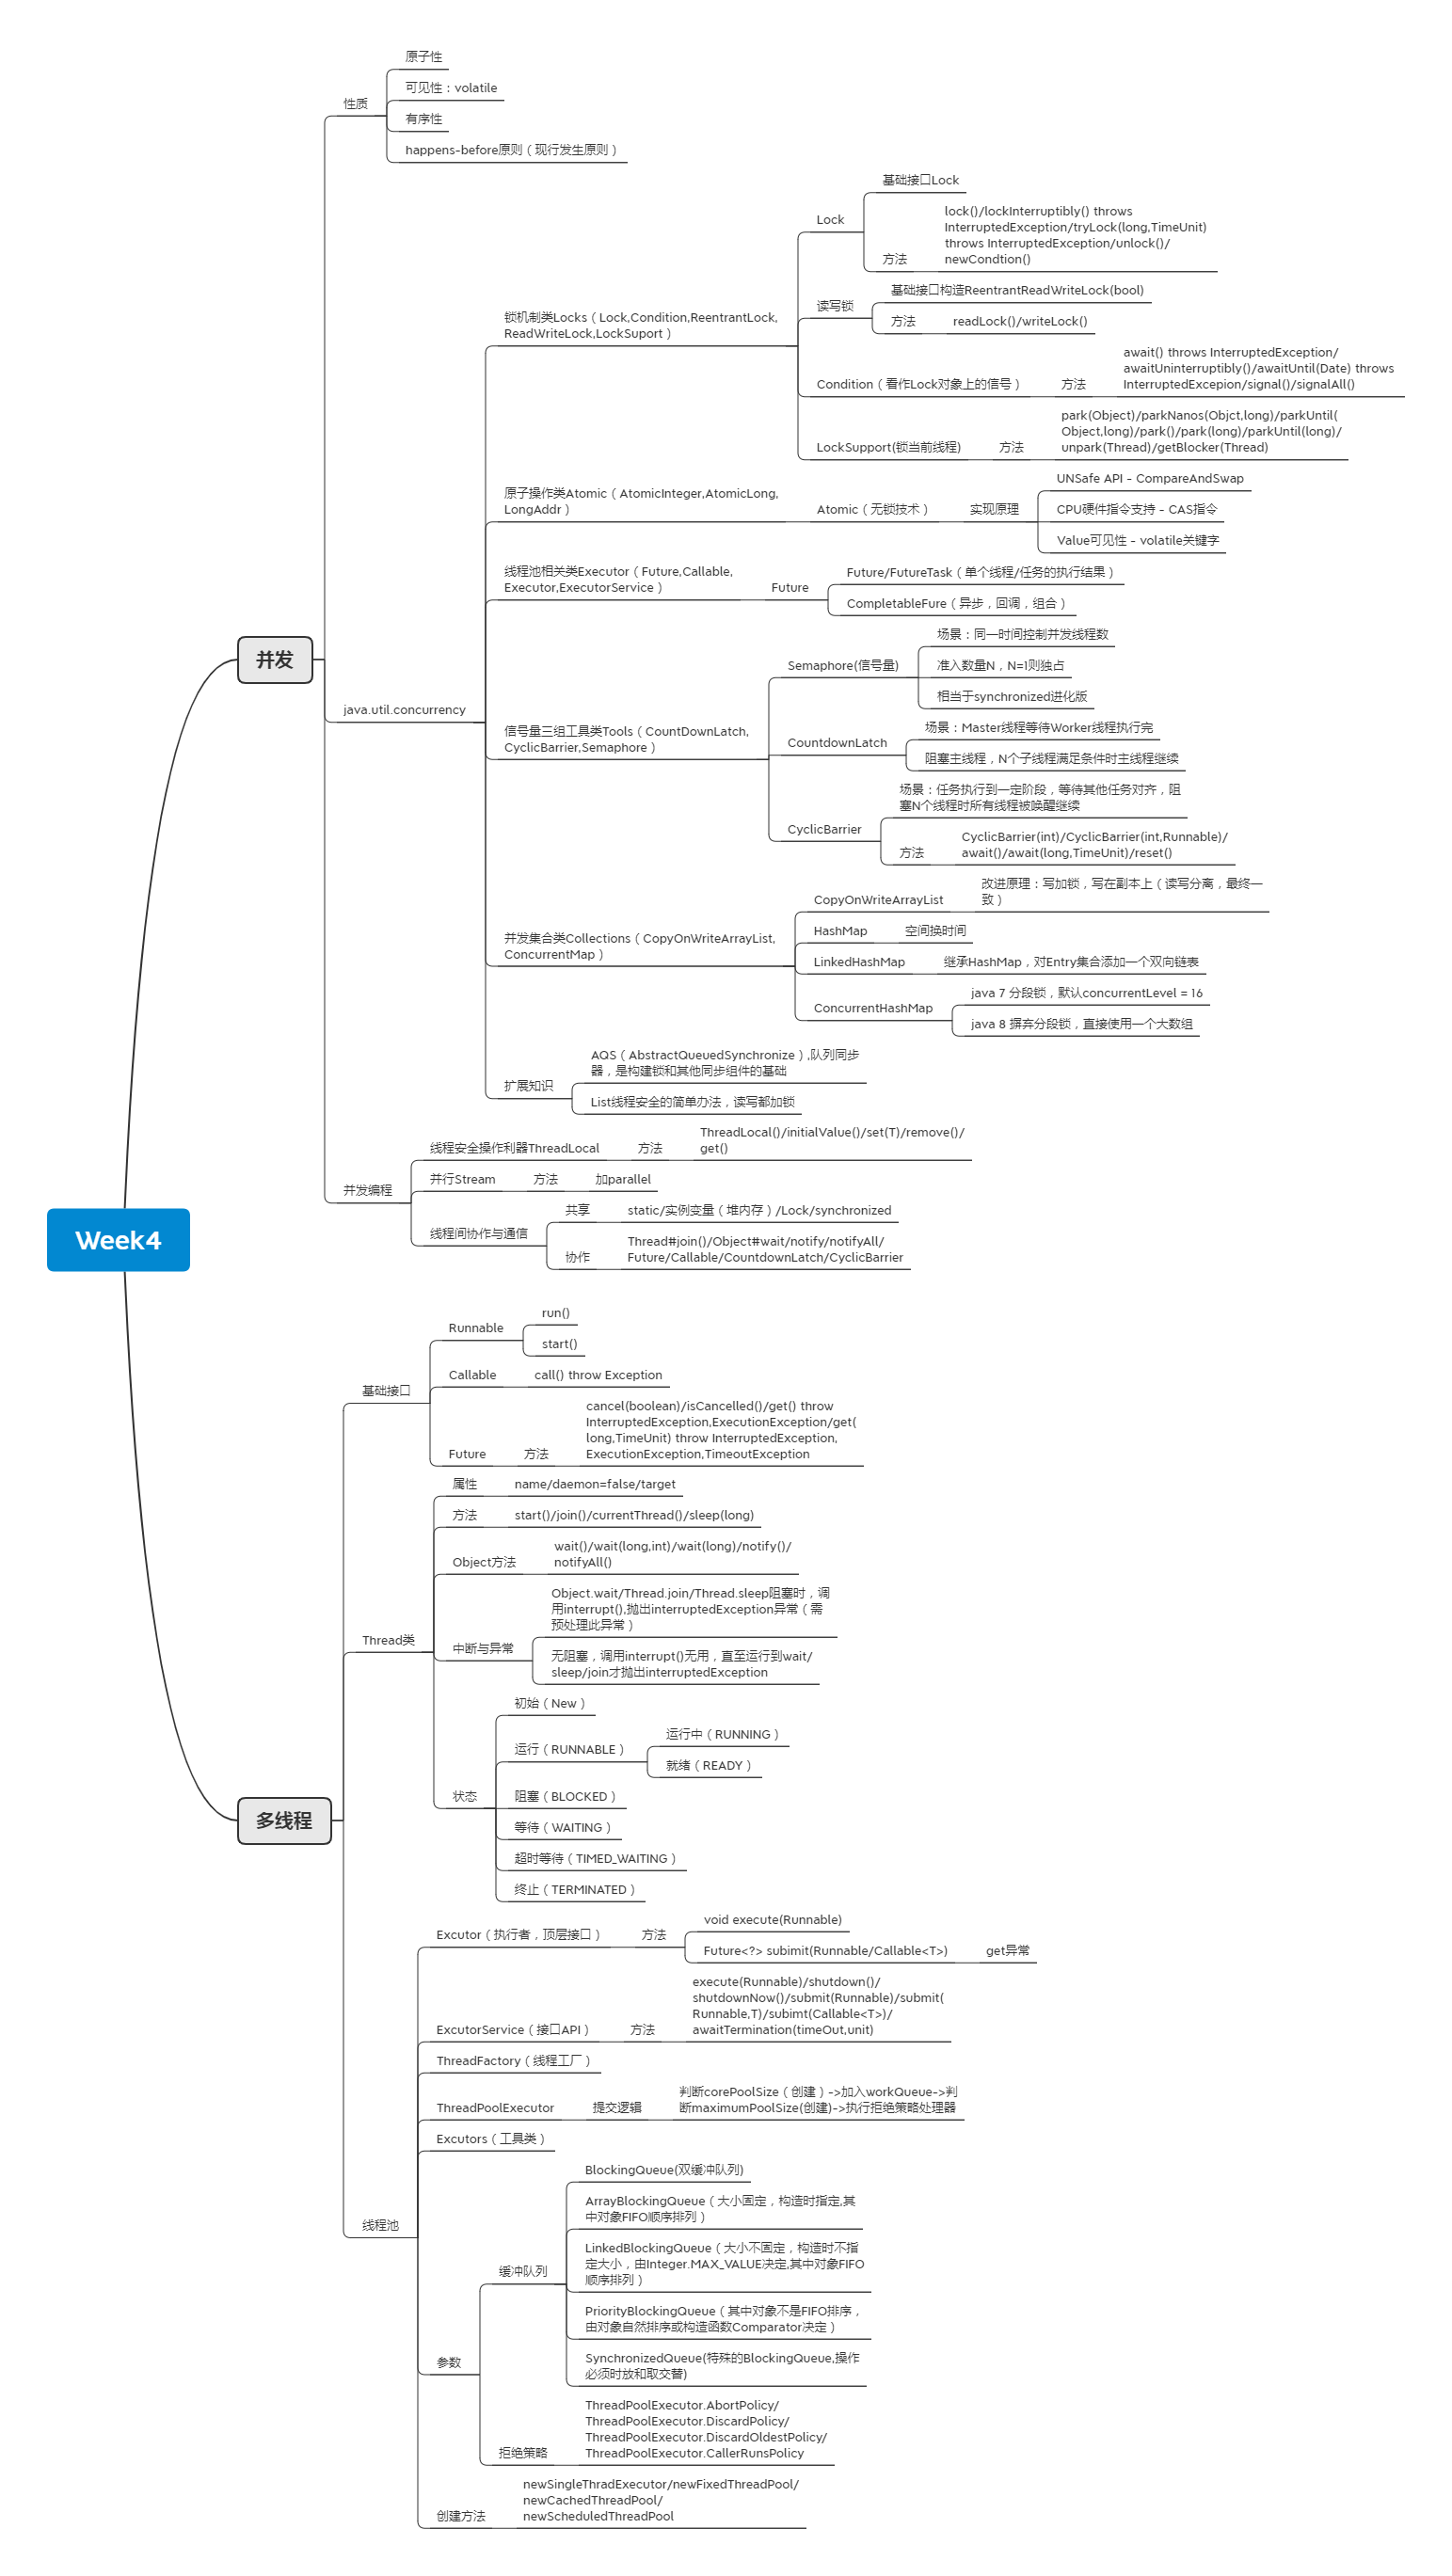 Week4
并发
性质
原子性
可见性：volatile
有序性
happens-before原则（现行发生原则）
java.util.concurrency
锁机制类Locks（Lock,Condition,ReentrantLock,
ReadWriteLock,LockSuport）
Lock
基础接口Lock
方法
lock()/lockInterruptibly() throws
InterruptedException/tryLock(long,TimeUnit)
throws InterruptedException/unlock()/
newCondtion()
读写锁
基础接口构造ReentrantReadWriteLock(bool)
方法
readLock()/writeLock()
Condition（看作Lock对象上的信号）
方法
await() throws InterruptedException/
awaitUninterruptibly()/awaitUntil(Date) throws
InterruptedExcepion/signal()/signalAll()
LockSupport(锁当前线程)
方法
park(Object)/parkNanos(Objct,long)/parkUntil(
Object,long)/park()/park(long)/parkUntil(long)/
unpark(Thread)/getBlocker(Thread)
原子操作类Atomic（AtomicInteger,AtomicLong,
LongAddr）
Atomic（无锁技术）
实现原理
UNSafe API - CompareAndSwap
CPU硬件指令支持 - CAS指令
Value可见性 - volatile关键字
线程池相关类Executor（Future,Callable,
Executor,ExecutorService）
Future
Future/FutureTask（单个线程/任务的执行结果）
CompletableFure（异步，回调，组合）
信号量三组工具类Tools（CountDownLatch,
CyclicBarrier,Semaphore）
Semaphore(信号量)
场景：同一时间控制并发线程数
准入数量N，N=1则独占
相当于synchronized进化版
CountdownLatch
场景：Master线程等待Worker线程执行完
阻塞主线程，N个子线程满足条件时主线程继续
CyclicBarrier
场景：任务执行到一定阶段，等待其他任务对齐，阻
塞N个线程时所有线程被唤醒继续
方法
CyclicBarrier(int)/CyclicBarrier(int,Runnable)/
await()/await(long,TimeUnit)/reset()
并发集合类Collections（CopyOnWriteArrayList,
ConcurrentMap）
CopyOnWriteArrayList
改进原理：写加锁，写在副本上（读写分离，最终一
致）
HashMap
空间换时间
LinkedHashMap
继承HashMap，对Entry集合添加一个双向链表
ConcurrentHashMap
java 7 分段锁，默认concurrentLevel = 16
java 8 摒弃分段锁，直接使用一个大数组
扩展知识
AQS（AbstractQueuedSynchronize）,队列同步
器，是构建锁和其他同步组件的基础
List线程安全的简单办法，读写都加锁
并发编程
线程安全操作利器ThreadLocal
方法
ThreadLocal()/initialValue()/set(T)/remove()/
get()
并行Stream
方法
加parallel
线程间协作与通信
共享
static/实例变量（堆内存）/Lock/synchronized
协作
Thread#join()/Object#wait/notify/notifyAll/
Future/Callable/CountdownLatch/CyclicBarrier
多线程
基础接口
Runnable
run()
start()
Callable
call() throw Exception
Future
方法
cancel(boolean)/isCancelled()/get() throw
InterruptedException,ExecutionException/get(
long,TimeUnit) throw InterruptedException,
ExecutionException,TimeoutException
Thread类
属性
name/daemon=false/target
方法
start()/join()/currentThread()/sleep(long)
Object方法
wait()/wait(long,int)/wait(long)/notify()/
notifyAll()
中断与异常
Object.wait/Thread.join/Thread.sleep阻塞时，调
用interrupt(),抛出interruptedException异常（需
预处理此异常）
无阻塞，调用interrupt()无用，直至运行到wait/
sleep/join才抛出interruptedException
状态
初始（New）
运行（RUNNABLE）
运行中（RUNNING）
就绪（READY）
阻塞（BLOCKED）
等待（WAITING）
超时等待（TIMED_WAITING）
终止（TERMINATED）
线程池
Excutor（执行者，顶层接口）
方法
void execute(Runnable)
Future<?> subimit(Runnable/Callable<T>)
get异常
ExcutorService（接口API）
方法
execute(Runnable)/shutdown()/
shutdownNow()/submit(Runnable)/submit(
Runnable,T)/subimt(Callable<T>)/
awaitTermination(timeOut,unit)
ThreadFactory（线程工厂）
ThreadPoolExecutor
提交逻辑
判断corePoolSize（创建）->加入workQueue->判
断maximumPoolSize(创建)->执行拒绝策略处理器
Excutors（工具类）
参数
缓冲队列
BlockingQueue(双缓冲队列)
ArrayBlockingQueue（大小固定，构造时指定,其
中对象FIFO顺序排列）
LinkedBlockingQueue（大小不固定，构造时不指
定大小，由Integer.MAX_VALUE决定,其中对象FIFO
顺序排列）
PriorityBlockingQueue（其中对象不是FIFO排序，
由对象自然排序或构造函数Comparator决定）
SynchronizedQueue(特殊的BlockingQueue,操作
必须时放和取交替)
拒绝策略
ThreadPoolExecutor.AbortPolicy/
ThreadPoolExecutor.DiscardPolicy/
ThreadPoolExecutor.DiscardOldestPolicy/
ThreadPoolExecutor.CallerRunsPolicy
创建方法
newSingleThradExecutor/newFixedThreadPool/
newCachedThreadPool/
newScheduledThreadPool